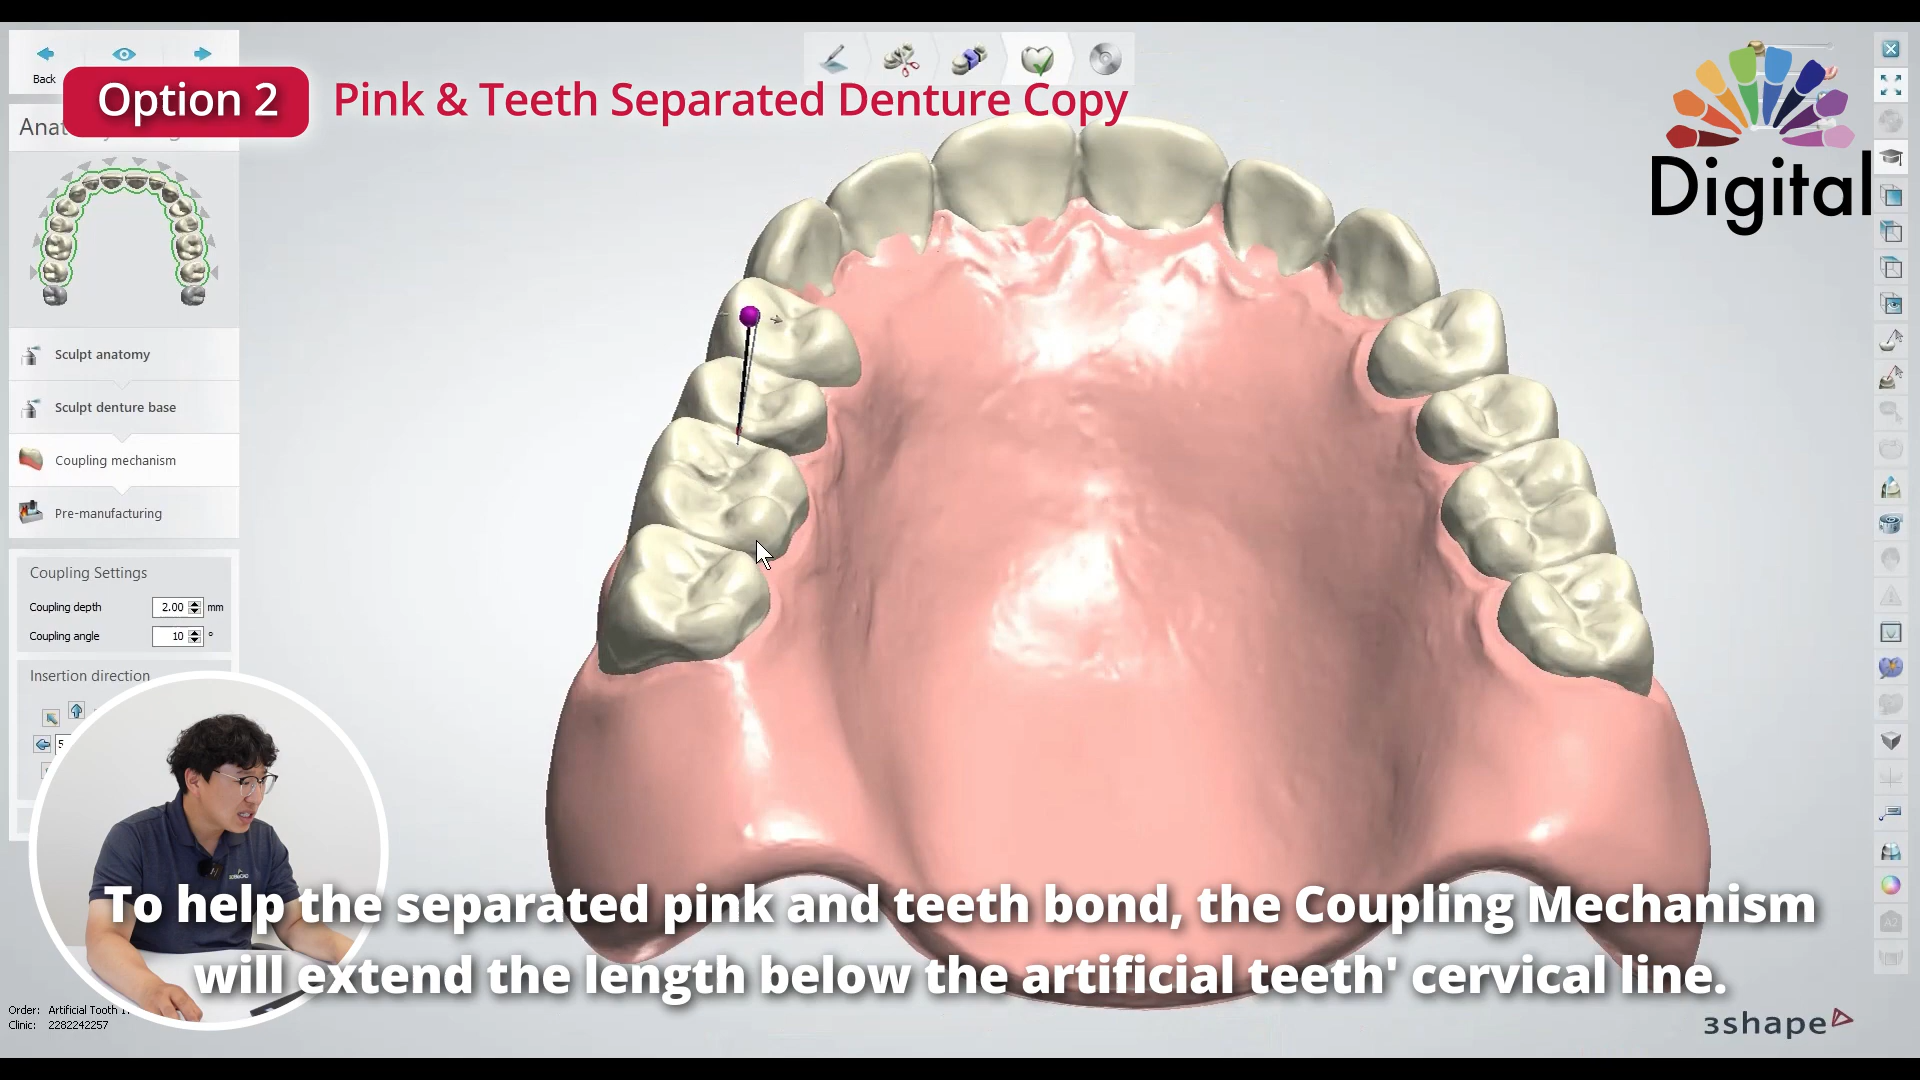 Back
Option 2
Pink & Teeth Separated Denture Copy
Digital
Sculpt anatomy
Sculpt denture base
Coupling mechanism
Pre-manufacturing
Coupling Settings
Coupling depth 2.00 mm
Coupling angle 10 °
Insertion direction
To help the separated pink and teeth bond, the Coupling Mechanism
will extend the length below the artificial teeth' cervical line.
Order: Artificial Tooth
Clinic: 2282242257
3shape